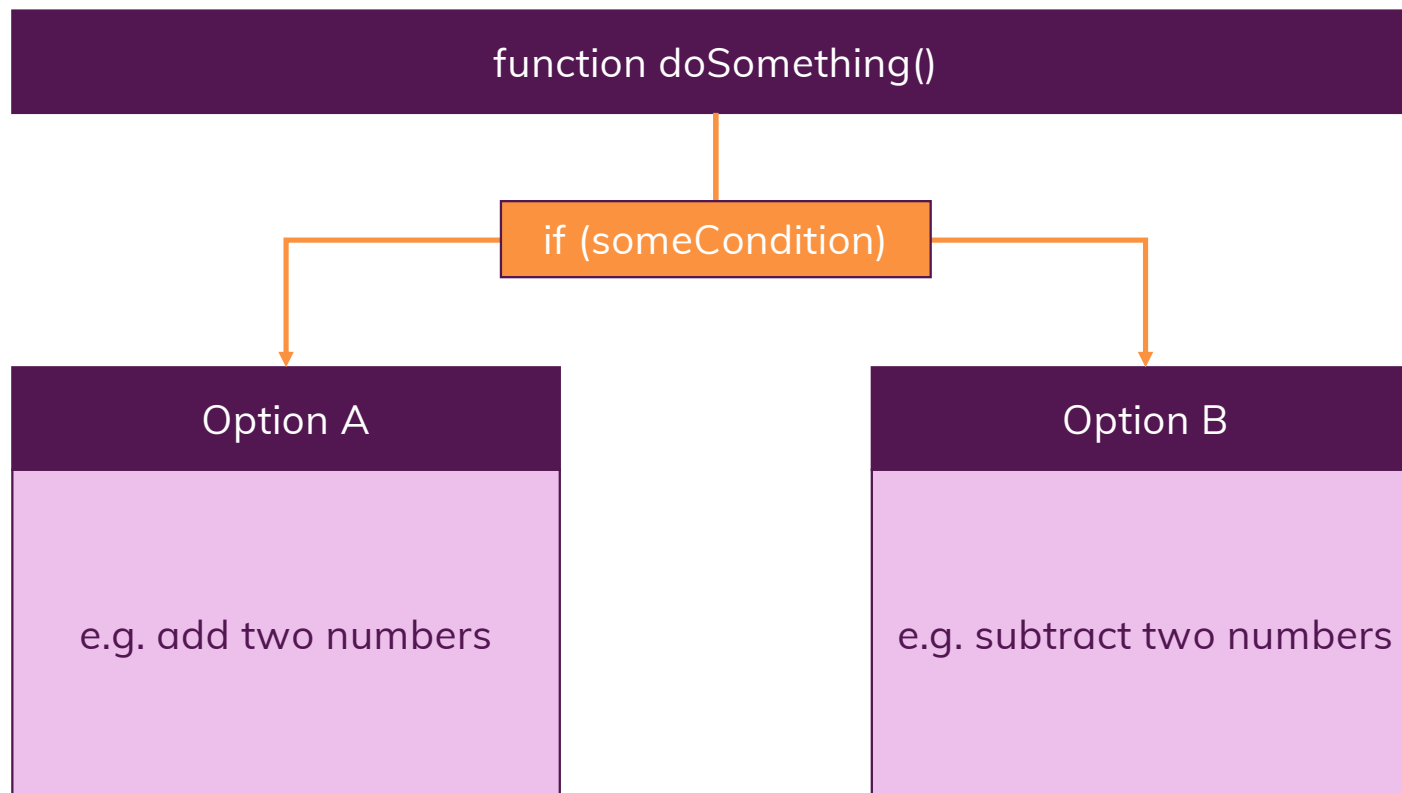 function doSomething()
if (someCondition)
Option A
Option B
e.g. add two numbers
e.g. subtract two numbers